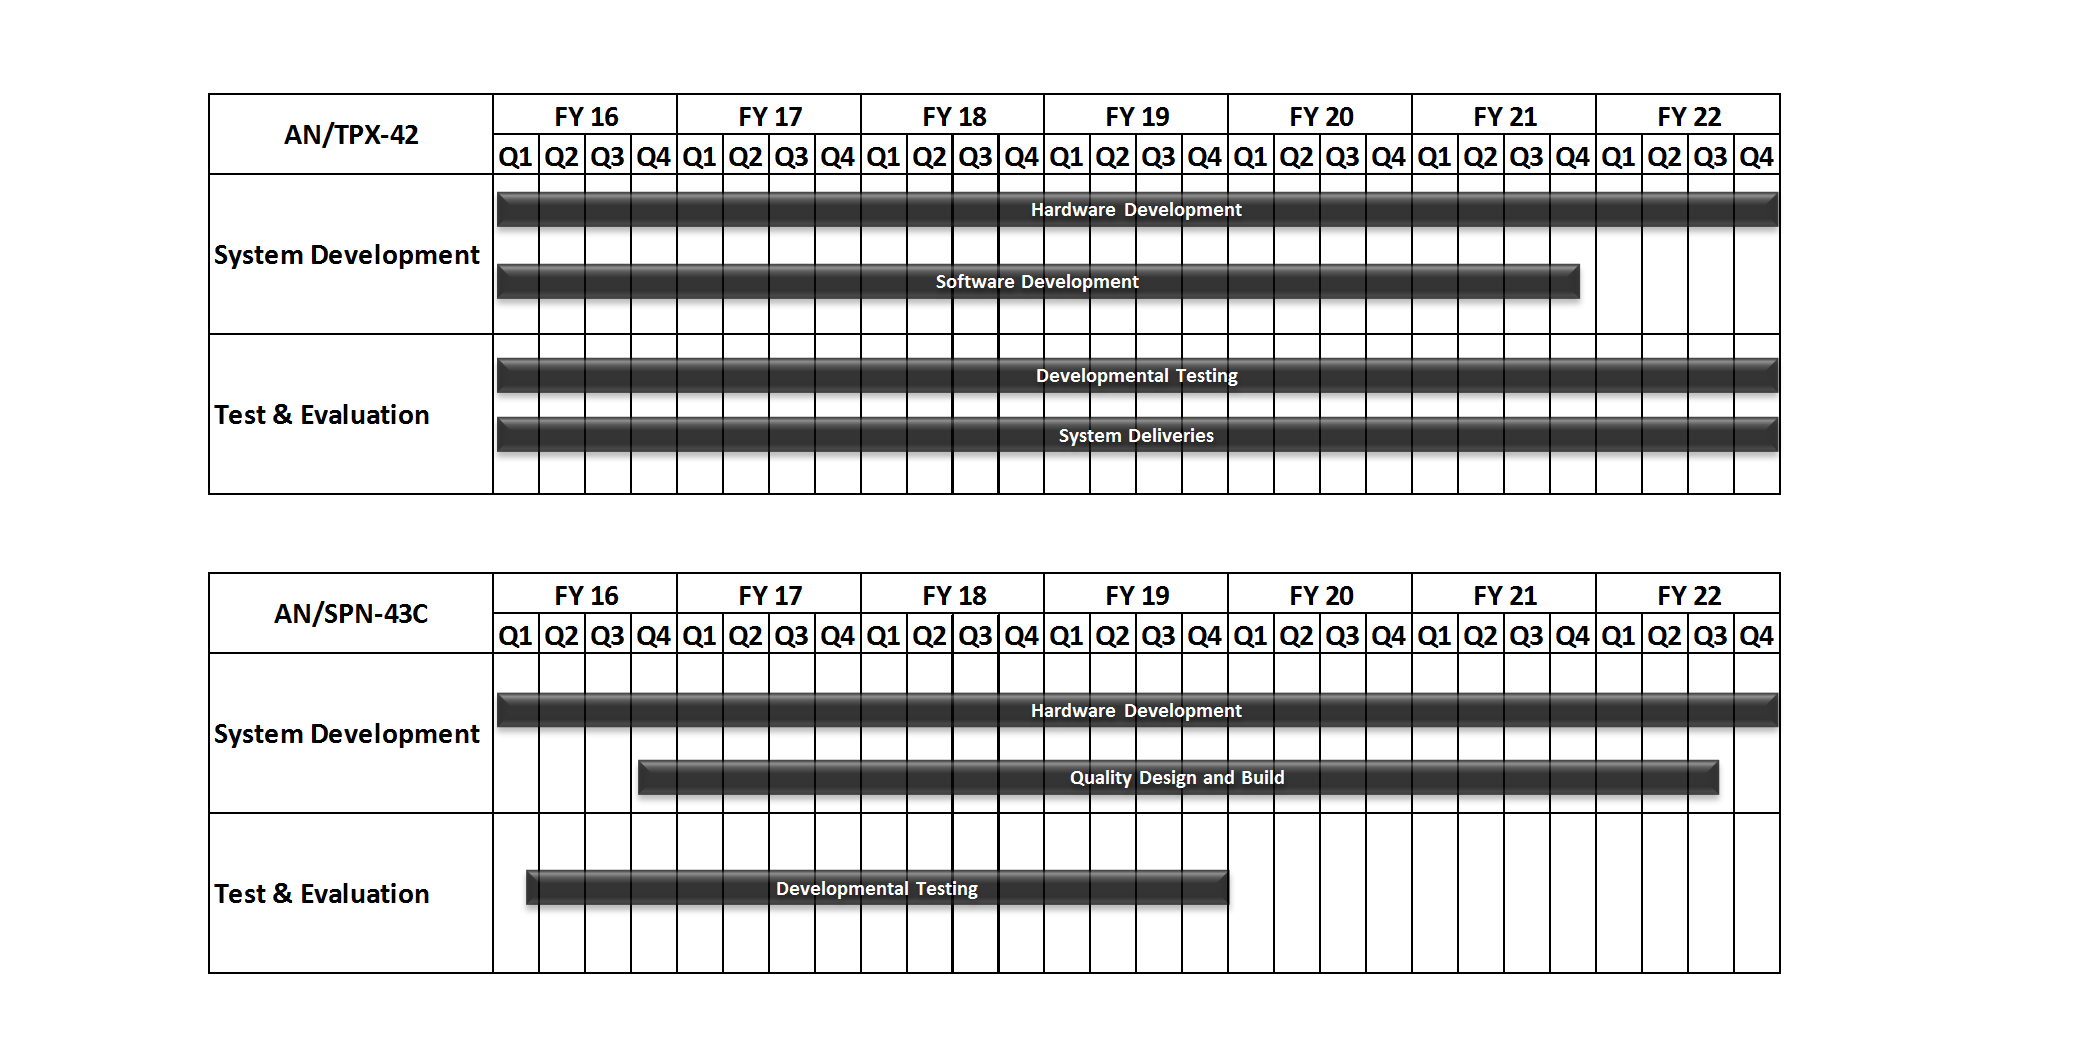 AN/TPX-42
FY 16 FY 17 FY 18 FY 19 FY 20 FY 21 FY 22
Q1 Q2 Q3 Q4 Q1 Q2 Q3 Q4 Q1 Q2 Q3 Q4 Q1 Q2 Q3 Q4 Q1 Q2 Q3 Q4 Q1 Q2 Q3 Q4 Q1 Q2 Q3 Q4
System Development
Hardware Development
Software Development
Test & Evaluation
Developmental Testing
System Deliveries
AN/SPN-43C
FY 16 FY 17 FY 18 FY 19 FY 20 FY 21 FY 22
Q1 Q2 Q3 Q4 Q1 Q2 Q3 Q4 Q1 Q2 Q3 Q4 Q1 Q2 Q3 Q4 Q1 Q2 Q3 Q4 Q1 Q2 Q3 Q4 Q1 Q2 Q3 Q4
System Development
Hardware Development
Quality Design and Build
Test & Evaluation
Developmental Testing